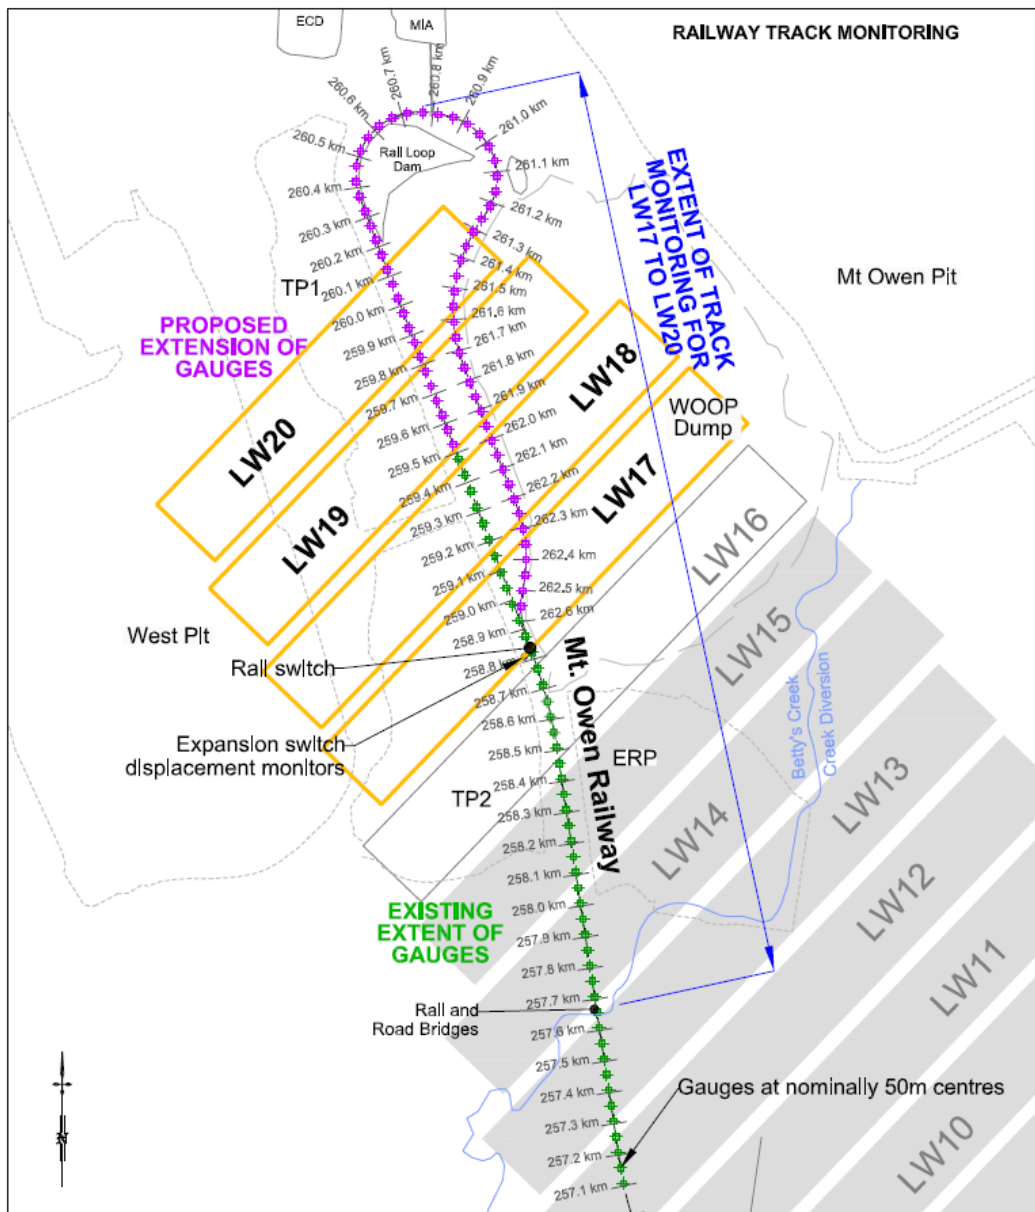 ECD
MIA
RAILWAY TRACK MONITORING
260.5 km
260.6 km
260.7 km
260.8 km
260.9 km
261.0 km
261.1 km
261.2 km
261.3 km
261.4 km
261.5 km
261.6 km
261.7 km
261.8 km
261.9 km
262.0 km
262.1 km
262.2 km
262.3 km
262.4 km
262.5 km
262.6 km
Rail Loop
Dam
260.4 km
260.3 km
260.2 km
260.1 km
260.0 km
259.9 km
259.8 km
259.7 km
259.6 km
259.5 km
259.4 km
259.3 km
259.2 km
259.1 km
259.0 km
258.9 km
258.8 km
258.7 km
258.6 km
258.5 km
258.4 km
258.3 km
258.2 km
258.1 km
258.0 km
257.9 km
257.8 km
257.7 km
257.6 km
257.5 km
257.4 km
257.3 km
257.2 km
257.1 km
EXTENT OF TRACK
MONITORING FOR
LW17 TO LW20
Mt Owen Pit
TP1
PROPOSED
EXTENSION OF
GAUGES
LW20
LW19
LW18
LW17
WOOP
Dump
LW16
LW15
LW14
LW13
LW12
LW11
LW10
West Pit
Rail switch
Expansion switch
displacement monitors
Mt. Owen Railway
ERP
TP2
Betty's Creek
Creek Diversion
EXISTING
EXTENT OF
GAUGES
Rail and
Road Bridges
Gauges at nominally 50m centres
N